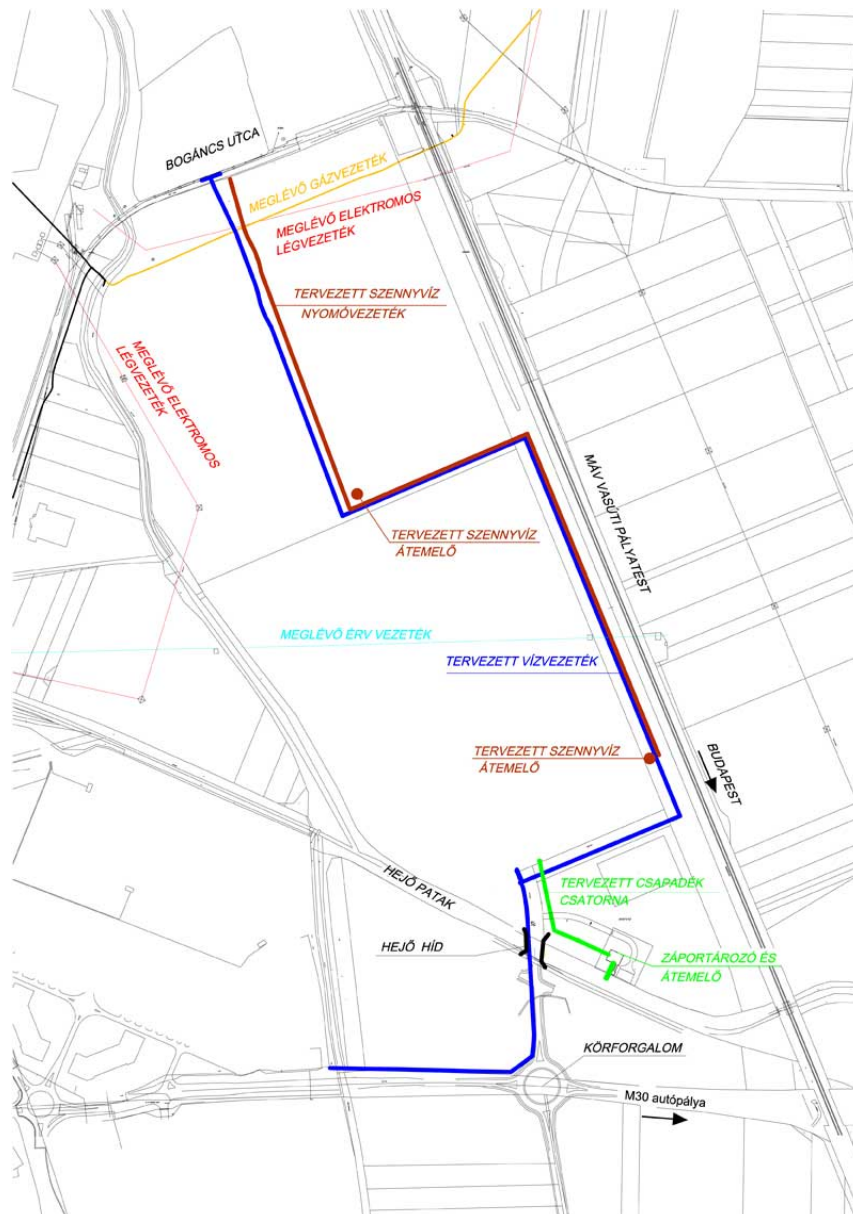 BOGÁNCS UTCA
MEGLÉVŐ GÁZVEZETÉK
MEGLÉVŐ ELEKTROMOS
LÉGVEZETÉK
TERVEZETT SZENNYVÍZ
NYOMÓVEZETÉK
MEGLÉVŐ ELEKTROMOS
LÉGVEZETÉK
MÁV VASÚTI PÁLYATEST
TERVEZETT SZENNYVÍZ
ÁTEMELŐ
MEGLÉVŐ ÉRV VEZETÉK
TERVEZETT VÍZVEZETÉK
TERVEZETT SZENNYVÍZ
ÁTEMELŐ
BUDAPEST
HEJŐ PATAK
TERVEZETT CSAPADÉK
CSATORNA
HEJŐ HÍD
ZÁPORTÁROZÓ ÉS
ÁTEMELŐ
KÖRFORGALOM
M30 autópálya